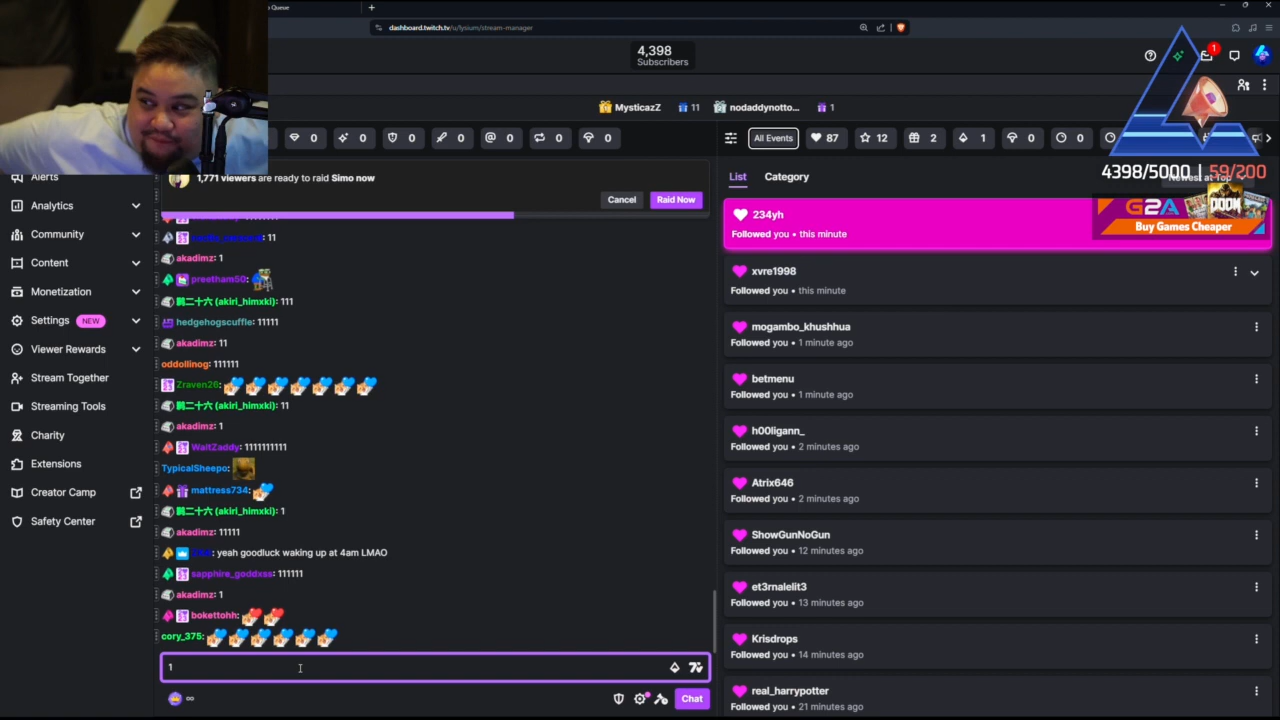 Queue
dashboard.twitch.tv/u/lysium/stream-manager
4,398
Subscribers
1
MysticazZ 11 nodaddynotto... 1
0 0 0 0 0 0 0
All Events 87 12 2 1 0 0
4398/5000 | 59/200
1,771 viewers are ready to raid Simo now
Cancel Raid Now
List Category
Newest at Top
G2A
DOOM
Buy Games Cheaper
Alerts
Analytics
Community
Content
Monetization
Settings NEW
Viewer Rewards
Stream Together
Streaming Tools
Charity
Extensions
Creator Camp
Safety Center
: 11
akadimz: 1
preetham50:
二十六 (akiri_himxki): 111
hedgehogscuffle: 11111
akadimz: 11
oddollinog: 111111
Zraven26:
二十六 (akiri_himxki): 11
akadimz: 1
WaltZaddy: 1111111111
TypicalSheepo:
mattress734:
二十六 (akiri_himxki): 1
akadimz: 11111
: yeah goodluck waking up at 4am LMAO
sapphire_goddxss: 111111
akadimz: 1
bokettohh:
cory_375:
1
Chat
234yh
Followed you • this minute
xvre1998
Followed you • this minute
mogambo_khushhua
Followed you • 1 minute ago
betmenu
Followed you • 1 minute ago
h00ligann_
Followed you • 2 minutes ago
Atrix646
Followed you • 2 minutes ago
ShowGunNoGun
Followed you • 12 minutes ago
et3rnalelit3
Followed you • 13 minutes ago
Krisdrops
Followed you • 14 minutes ago
real_harrypotter
Followed you • 21 minutes ago